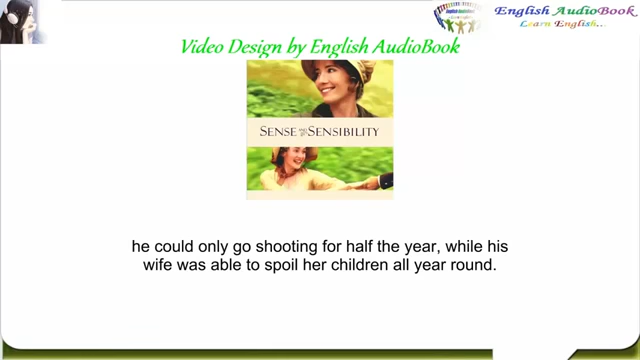 English AudioBook
Learn English...
Video Design by English AudioBook
SENSE AND SENSIBILITY
he could only go shooting for half the year, while his
wife was able to spoil her children all year round.